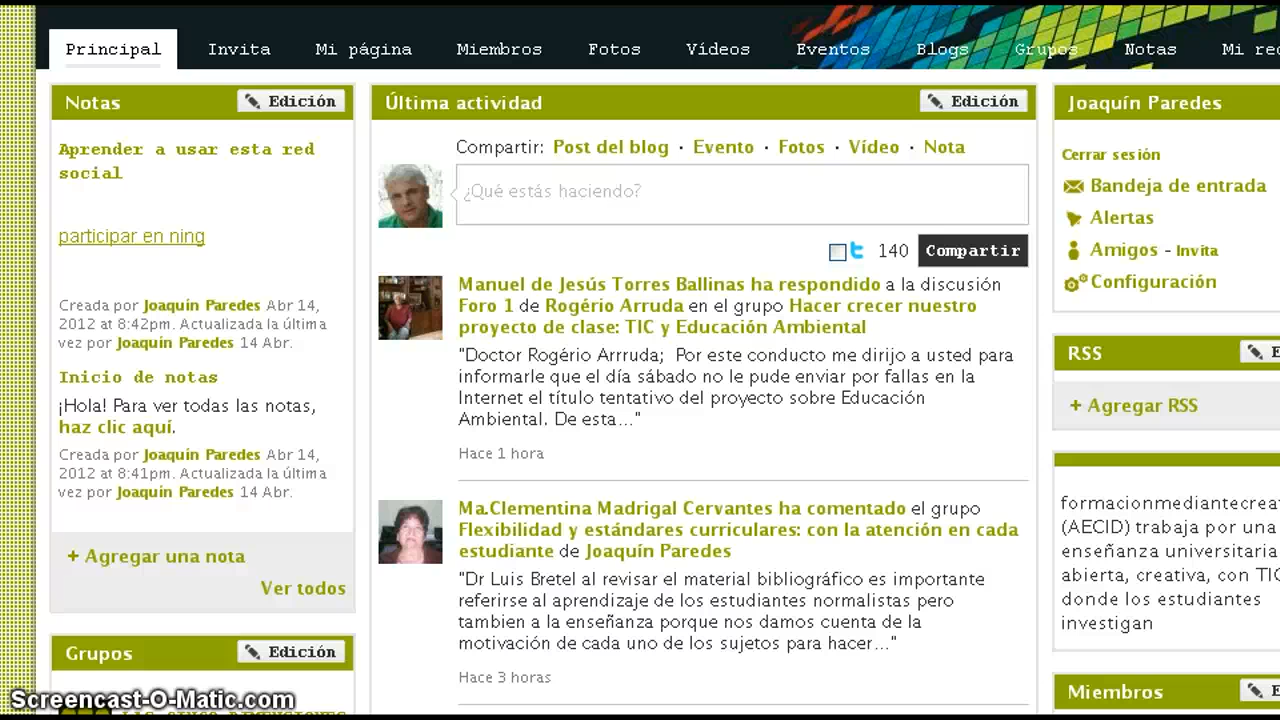 Principal Invita Mi página Miembros Fotos Vídeos Eventos Blogs Grupos Notas Mi
Notas
Edición
Aprender a usar esta red
social
participar en ning
Creada por Joaquín Paredes Abr 14,
2012 at 8:42pm. Actualizada la última
vez por Joaquín Paredes 14 Abr.
Inicio de notas
¡Hola! Para ver todas las notas,
haz clic aquí.
Creada por Joaquín Paredes Abr 14,
2012 at 8:41pm. Actualizada la última
vez por Joaquín Paredes 14 Abr.
+ Agregar una nota
Ver todos
Grupos
Edición
Última actividad
Edición
Compartir: Post del blog · Evento · Fotos · Vídeo · Nota
¿Qué estás haciendo?
140 Compartir
Manuel de Jesús Torres Ballinas ha respondido a la discusión
Foro 1 de Rogério Arruda en el grupo Hacer crecer nuestro
proyecto de clase: TIC y Educación Ambiental
"Doctor Rogério Arrruda; Por este conducto me dirijo a usted para
informarle que el día sábado no le pude enviar por fallas en la
Internet el título tentativo del proyecto sobre Educación
Ambiental. De esta…"
Hace 1 hora
Ma.Clementina Madrigal Cervantes ha comentado el grupo
Flexibilidad y estándares curriculares: con la atención en cada
estudiante de Joaquín Paredes
"Dr Luis Bretel al revisar el material bibliográfico es importante
referirse al aprendizaje de los estudiantes normalistas pero
tambien a la enseñanza porque nos damos cuenta de la
motivación de cada uno de los sujetos para hacer…"
Hace 3 horas
Joaquín Paredes
Cerrar sesión
Bandeja de entrada
Alertas
Amigos - Invita
Configuración
RSS
E
+ Agregar RSS
formacionmediantecrea
(AECID) trabaja por una
enseñanza universitaria
abierta, creativa, con TIC
donde los estudiantes
investigan
Miembros
E
Screencast-O-Matic.com